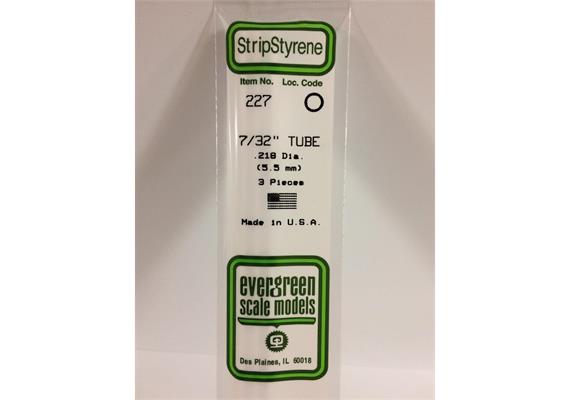 StripStyrene
Item No. Loc. Code
227
7/32" TUBE
.218 Dia.
(5.5 mm)
3 Pieces
Made in U.S.A.
evergreen
scale models
Des Plaines, IL 60018